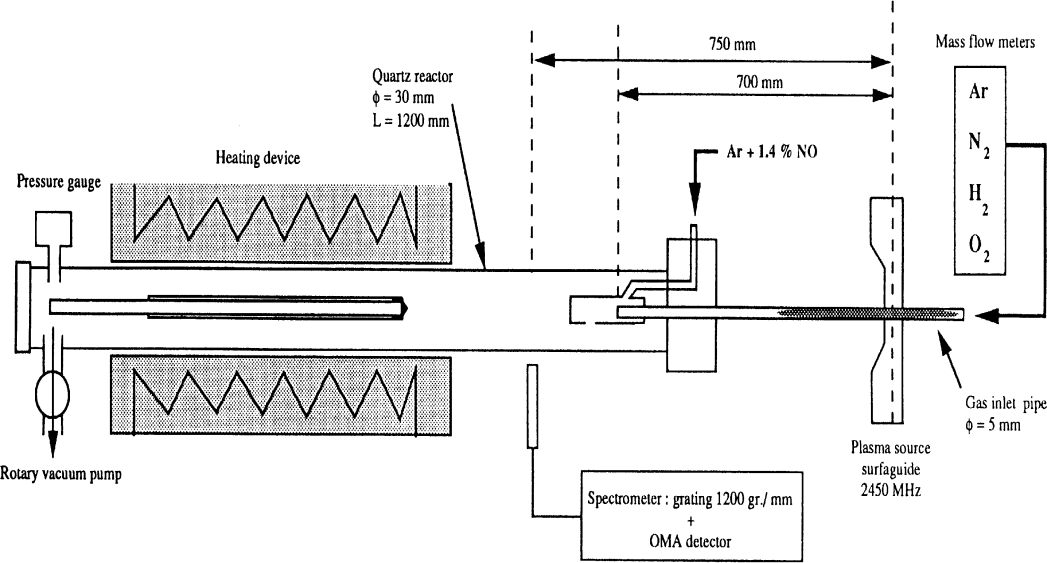 750 mm
Mass flow meters
700 mm
Quartz reactor
ϕ = 30 mm
L = 1200 mm
Ar
N2
H2
O2
Ar + 1.4 % NO
Heating device
Pressure gauge
Gas inlet pipe
ϕ = 5 mm
Plasma source
surfaguide
2450 MHz
Rotary vacuum pump
Spectrometer : grating 1200 gr./ mm
+
OMA detector